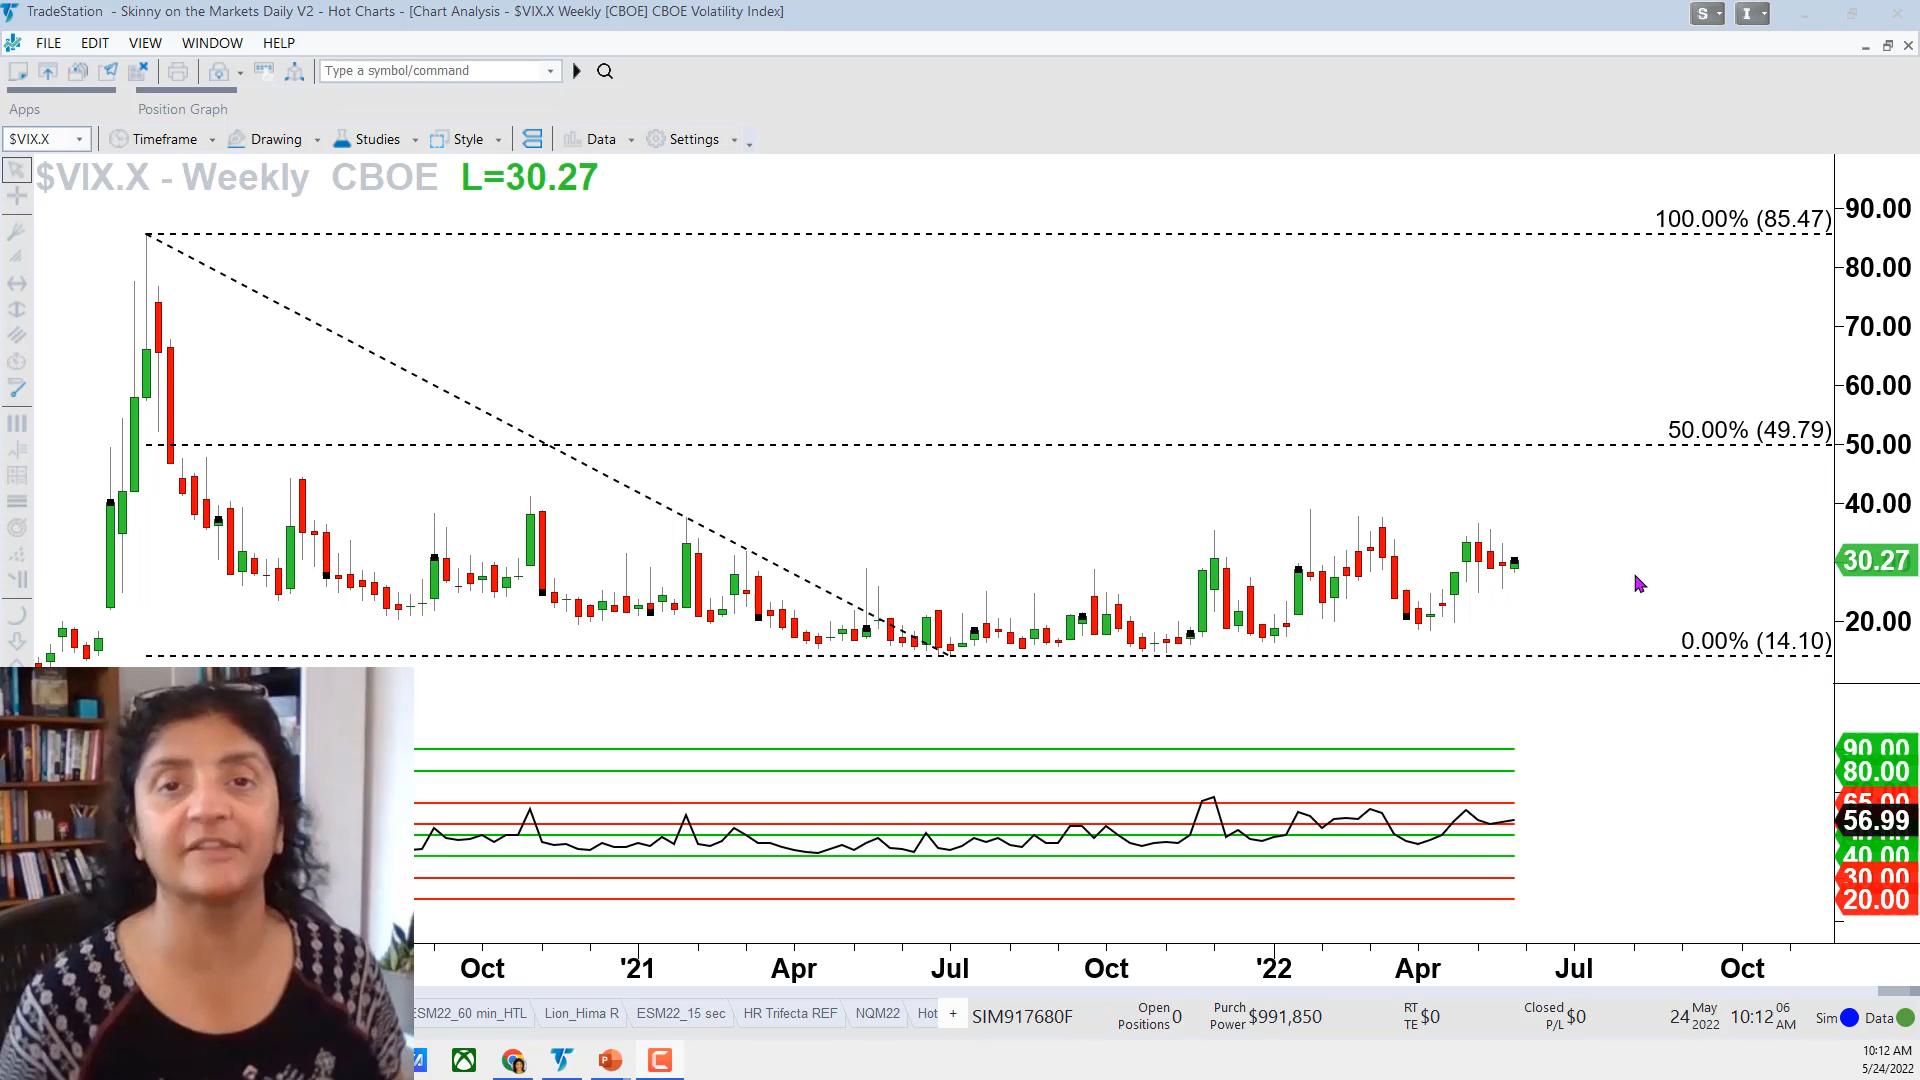 TradeStation - Skinny on the Markets Daily V2 - Hot Charts - [Chart Analysis - $VIX.X Weekly [CBOE] CBOE Volatility Index]
S
I
FILE EDIT VIEW WINDOW HELP
Type a symbol/command
Apps
Position Graph
$VIX.X Timeframe Drawing Studies Style Data Settings
$VIX.X - Weekly CBOE L=30.27
100.00% (85.47)
50.00% (49.79)
0.00% (14.10)
90.00
80.00
70.00
60.00
50.00
40.00
30.27
20.00
90.00
80.00
65.00
56.99
40.00
30.00
20.00
Oct '21 Apr Jul Oct '22 Apr Jul Oct
ESM22_60 min_HTL Lion_Hima R ESM22_15 sec HR Trifecta REF NQM22 Hot +
SIM917680F
Open Positions 0
Purch Power $991,850
RT TE $0
Closed P/L $0
24 May 2022
10:12 06 AM
Sim Data
10:12 AM
5/24/2022